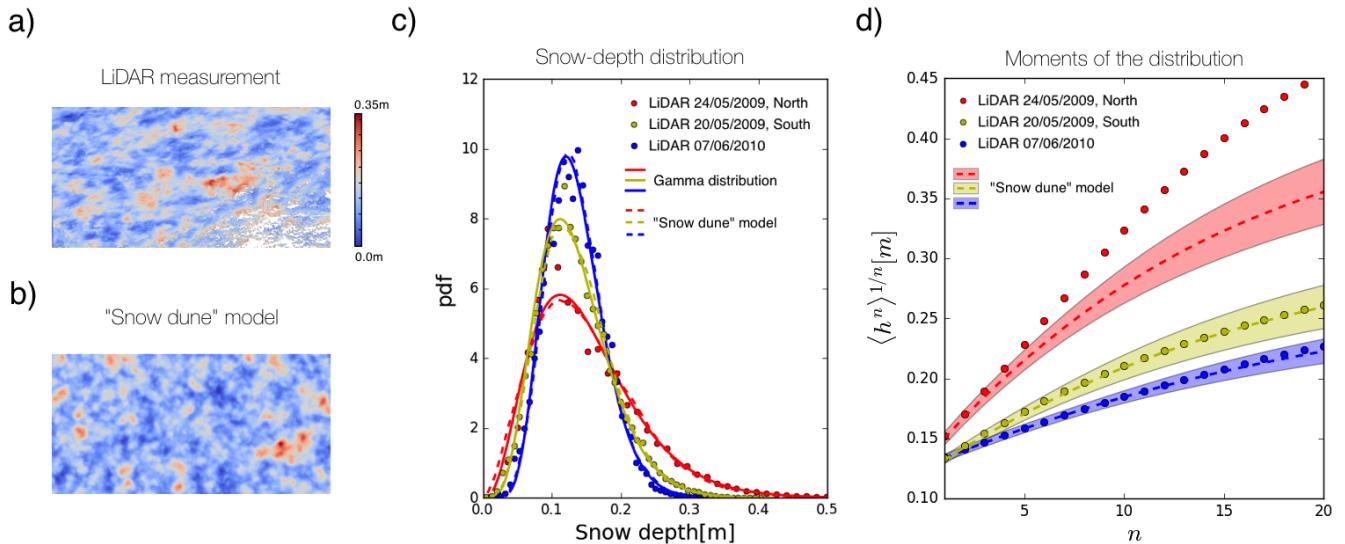 a)
LiDAR measurement
0.35m
0.0m
b)
"Snow dune" model
c)
Snow-depth distribution
LiDAR 24/05/2009, North
LiDAR 20/05/2009, South
LiDAR 07/06/2010
Gamma distribution
"Snow dune" model
pdf
12
10
8
6
4
2
0
0.0 0.1 0.2 0.3 0.4 0.5
Snow depth[m]
d)
Moments of the distribution
LiDAR 24/05/2009, North
LiDAR 20/05/2009, South
LiDAR 07/06/2010
"Snow dune" model
⟨h^n⟩^{1/n}[m]
0.45
0.40
0.35
0.30
0.25
0.20
0.15
0.10
5 10 15 20
n